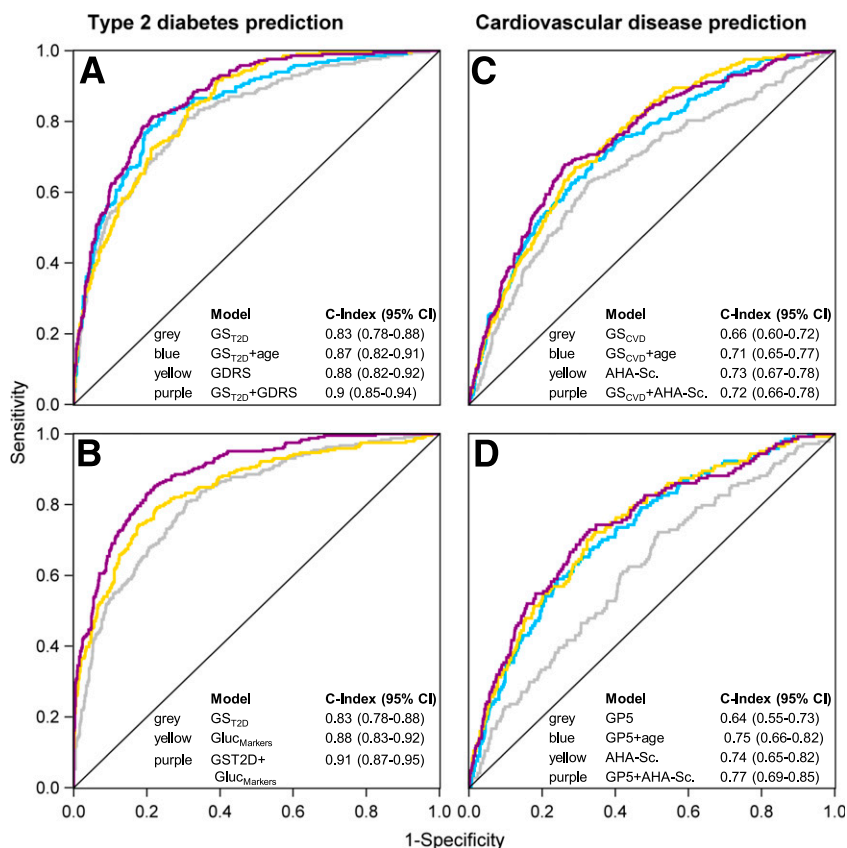 Type 2 diabetes prediction
Cardiovascular disease prediction
Sensitivity
A
1.0
0.8
0.6
0.4
0.2
0.0
Model C-Index (95% CI)
grey GS_T2D 0.83 (0.78-0.88)
blue GS_T2D+age 0.87 (0.82-0.91)
yellow GDRS 0.88 (0.82-0.92)
purple GS_T2D+GDRS 0.9 (0.85-0.94)
C
Model C-Index (95% CI)
grey GS_CVD 0.66 (0.60-0.72)
blue GS_CVD+age 0.71 (0.65-0.77)
yellow AHA-Sc. 0.73 (0.67-0.78)
purple GS_CVD+AHA-Sc. 0.72 (0.66-0.78)
B
1.0
0.8
0.6
0.4
0.2
0.0
Model C-Index (95% CI)
grey GS_T2D 0.83 (0.78-0.88)
yellow Gluc_Markers 0.88 (0.83-0.92)
purple GST2D+ 0.91 (0.87-0.95)
Gluc_Markers
0.0 0.2 0.4 0.6 0.8 1.0
D
Model C-Index (95% CI)
grey GP5 0.64 (0.55-0.73)
blue GP5+age 0.75 (0.66-0.82)
yellow AHA-Sc. 0.74 (0.65-0.82)
purple GP5+AHA-Sc. 0.77 (0.69-0.85)
0.0 0.2 0.4 0.6 0.8 1.0
1-Specificity